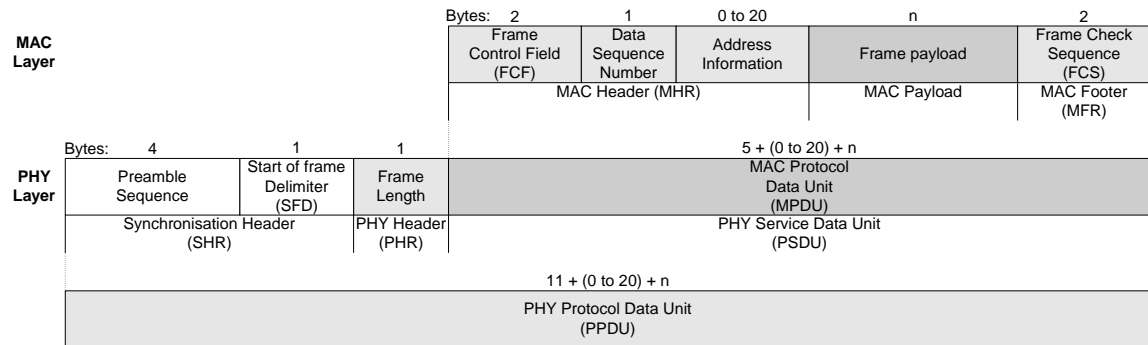 Bytes: 2 1 0 to 20 n 2
MAC
Layer
Frame
Control Field
(FCF)
Data
Sequence
Number
Address
Information
Frame payload
Frame Check
Sequence
(FCS)
MAC Header (MHR)
MAC Payload
MAC Footer
(MFR)
Bytes: 4 1 1 5 + (0 to 20) + n
PHY
Layer
Preamble
Sequence
Start of frame
Delimiter
(SFD)
Frame
Length
MAC Protocol
Data Unit
(MPDU)
Synchronisation Header
(SHR)
PHY Header
(PHR)
PHY Service Data Unit
(PSDU)
11 + (0 to 20) + n
PHY Protocol Data Unit
(PPDU)